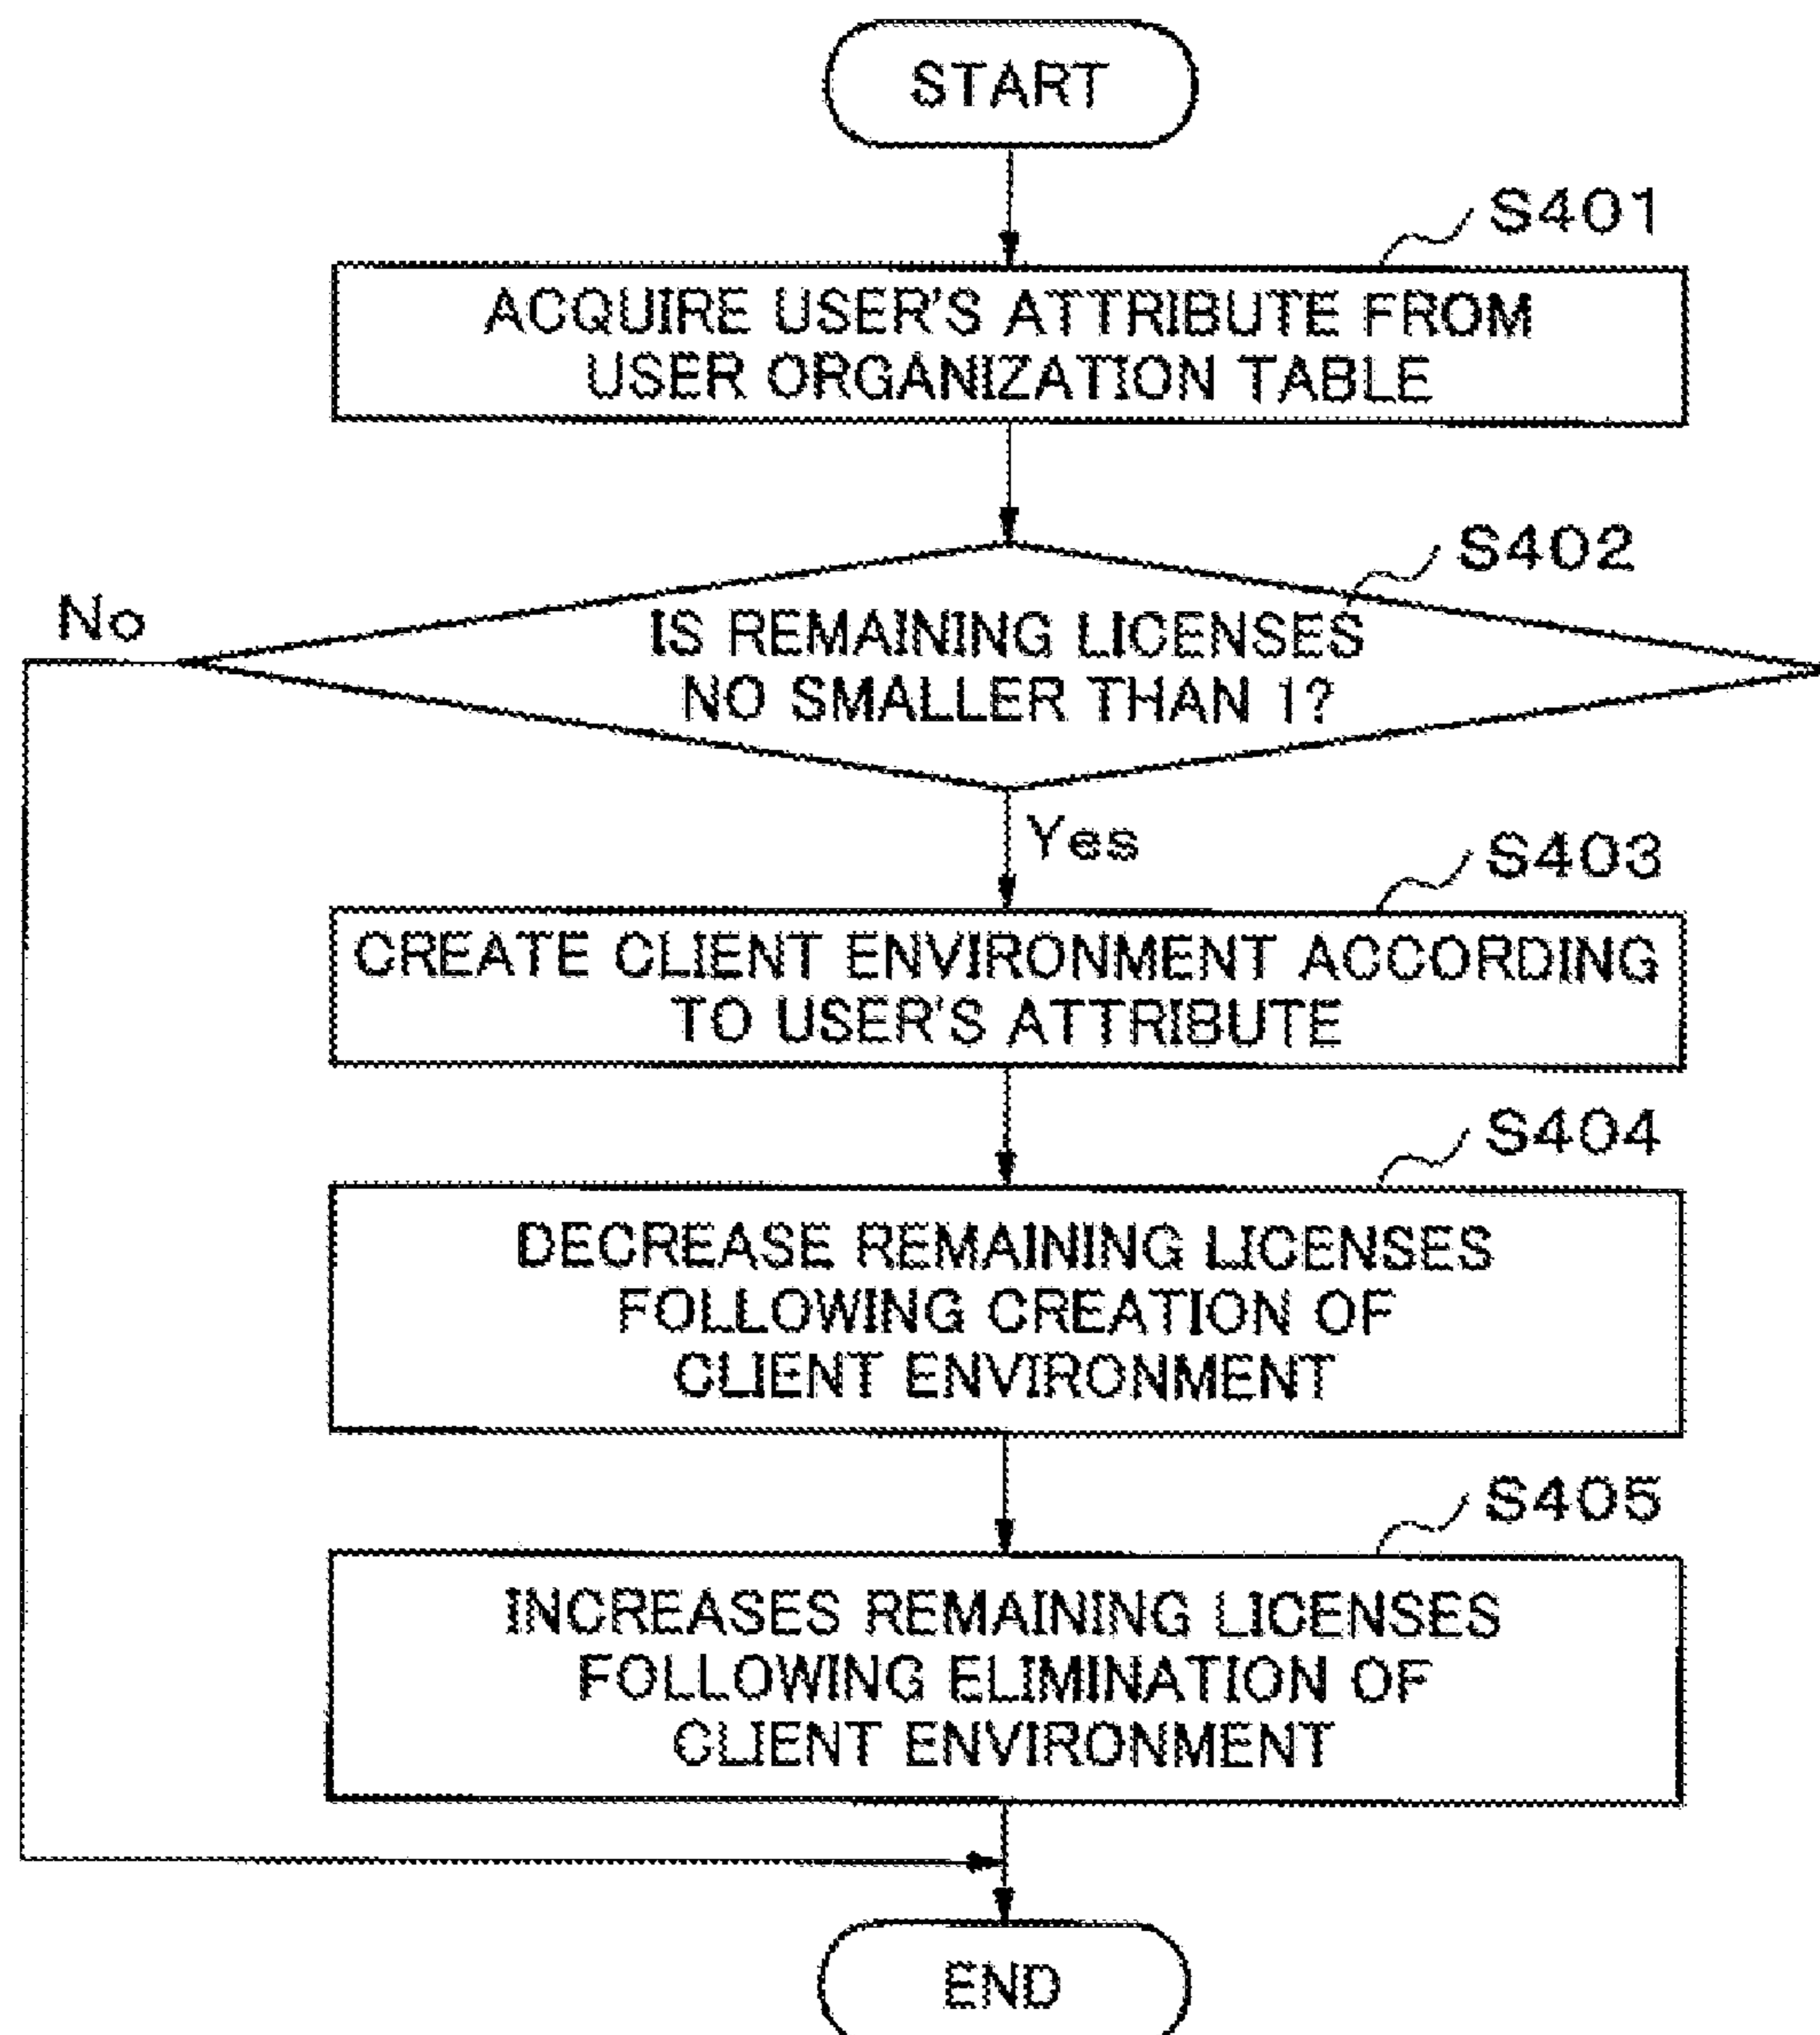 START
S401
ACQUIRE USER'S ATTRIBUTE FROM
USER ORGANIZATION TABLE
S402
No
IS REMAINING LICENSES
NO SMALLER THAN 1?
Yes
S403
CREATE CLIENT ENVIRONMENT ACCORDING
TO USER'S ATTRIBUTE
S404
DECREASE REMAINING LICENSES
FOLLOWING CREATION OF
CLIENT ENVIRONMENT
S405
INCREASES REMAINING LICENSES
FOLLOWING ELIMINATION OF
CLIENT ENVIRONMENT
END